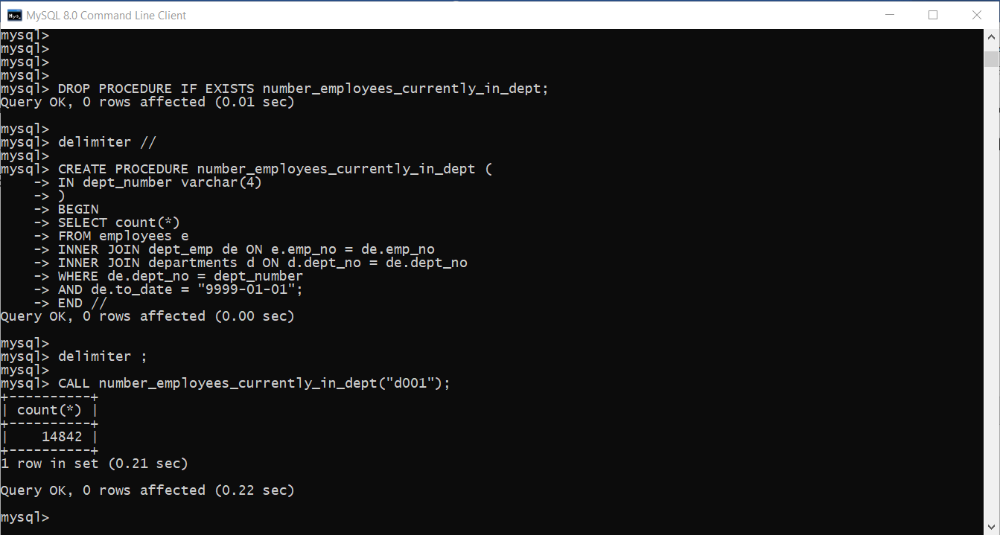 MySQL 8.0 Command Line Client
mysql>
mysql>
mysql>
mysql>
mysql> DROP PROCEDURE IF EXISTS number_employees_currently_in_dept;
Query OK, 0 rows affected (0.01 sec)
mysql>
mysql> delimiter //
mysql>
mysql> CREATE PROCEDURE number_employees_currently_in_dept (
    -> IN dept_number varchar(4)
    -> )
    -> BEGIN
    -> SELECT count(*)
    -> FROM employees e
    -> INNER JOIN dept_emp de ON e.emp_no = de.emp_no
    -> INNER JOIN departments d ON d.dept_no = de.dept_no
    -> WHERE de.dept_no = dept_number
    -> AND de.to_date = "9999-01-01";
    -> END //
Query OK, 0 rows affected (0.00 sec)
mysql>
mysql> delimiter ;
mysql>
mysql> CALL number_employees_currently_in_dept("d001");
+----------+
| count(*) |
+----------+
|    14842 |
+----------+
1 row in set (0.21 sec)
Query OK, 0 rows affected (0.22 sec)
mysql>